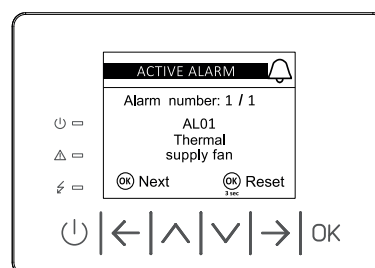 ACTIVE ALARM
Alarm number: 1 / 1
AL01
Thermal
supply fan
OK Next OK Reset
3 sec
OK